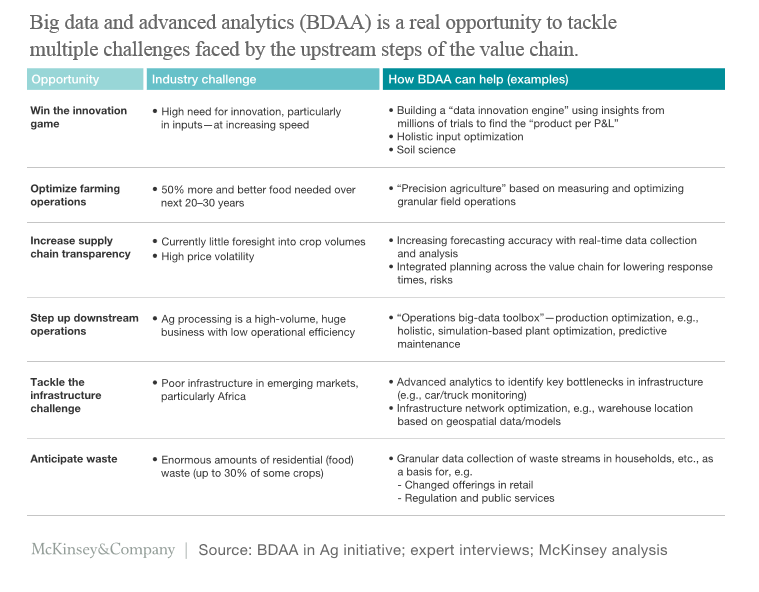 Big data and advanced analytics (BDAA) is a real opportunity to tackle
multiple challenges faced by the upstream steps of the value chain.
Opportunity
Industry challenge
How BDAA can help (examples)
Win the innovation
game
• High need for innovation, particularly
in inputs—at increasing speed
• Building a “data innovation engine” using insights from
millions of trials to find the “product per P&L”
• Holistic input optimization
• Soil science
Optimize farming
operations
• 50% more and better food needed over
next 20–30 years
• “Precision agriculture” based on measuring and optimizing
granular field operations
Increase supply
chain transparency
• Currently little foresight into crop volumes
• High price volatility
• Increasing forecasting accuracy with real-time data collection
and analysis
• Integrated planning across the value chain for lowering response
times, risks
Step up downstream
operations
• Ag processing is a high-volume, huge
business with low operational efficiency
• “Operations big-data toolbox”—production optimization, e.g.,
holistic, simulation-based plant optimization, predictive
maintenance
Tackle the
infrastructure
challenge
• Poor infrastructure in emerging markets,
particularly Africa
• Advanced analytics to identify key bottlenecks in infrastructure
(e.g., car/truck monitoring)
• Infrastructure network optimization, e.g., warehouse location
based on geospatial data/models
Anticipate waste
• Enormous amounts of residential (food)
waste (up to 30% of some crops)
• Granular data collection of waste streams in households, etc., as
a basis for, e.g.
- Changed offerings in retail
- Regulation and public services
McKinsey&Company | Source: BDAA in Ag initiative; expert interviews; McKinsey analysis